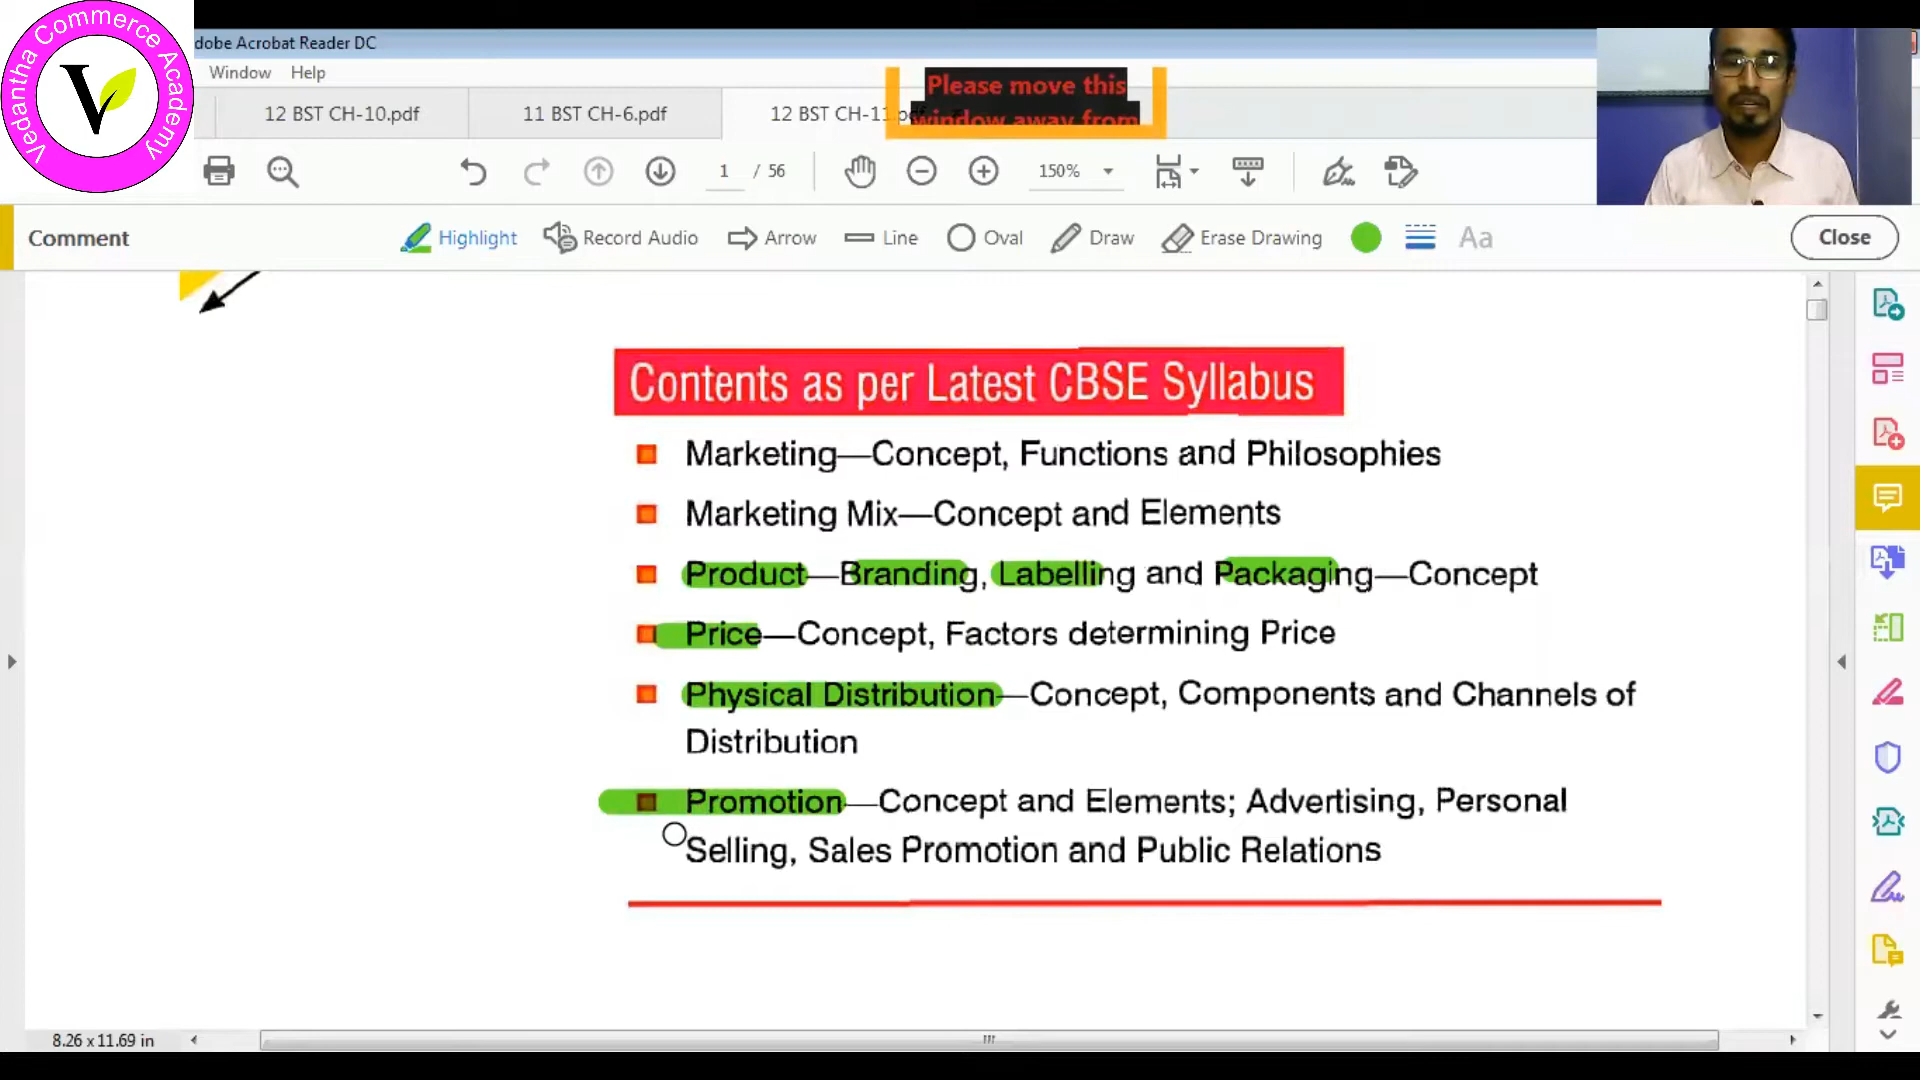 Vedantha Commerce Academy
V
dobe Acrobat Reader DC
Window Help
Please move this
window away from
12 BST CH-10.pdf 11 BST CH-6.pdf 12 BST CH-11.pdf
1 / 56 150%
Comment Highlight Record Audio Arrow Line Oval Draw Erase Drawing Aa Close
Contents as per Latest CBSE Syllabus
Marketing—Concept, Functions and Philosophies
Marketing Mix—Concept and Elements
Product—Branding, Labelling and Packaging—Concept
Price—Concept, Factors determining Price
Physical Distribution—Concept, Components and Channels of
Distribution
Promotion—Concept and Elements; Advertising, Personal
Selling, Sales Promotion and Public Relations
8.26 x 11.69 in